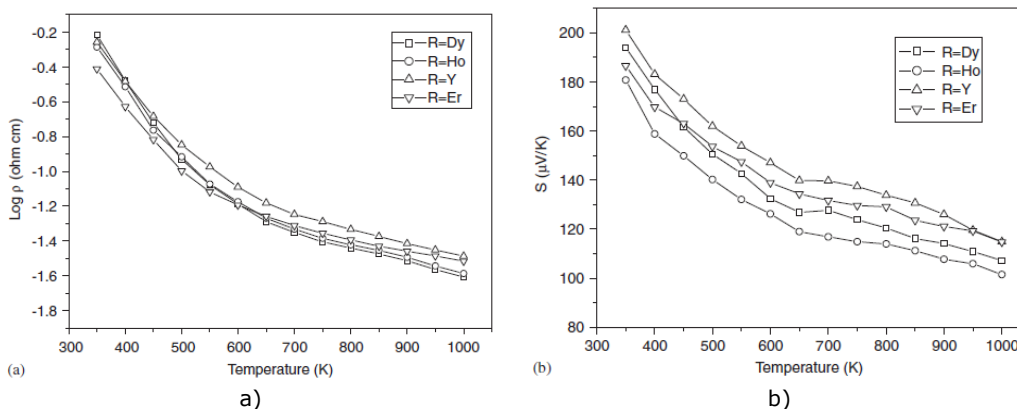 -0.2
-0.4
-0.6
-0.8
-1.0
-1.2
-1.4
-1.6
-1.8
Log ρ (ohm cm)
R=Dy
R=Ho
R=Y
R=Er
300 400 500 600 700 800 900 1000
Temperature (K)
(a)
a)
200
180
160
140
120
100
80
S (μV/K)
R=Dy
R=Ho
R=Y
R=Er
300 400 500 600 700 800 900 1000
Temperature (K)
(b)
b)